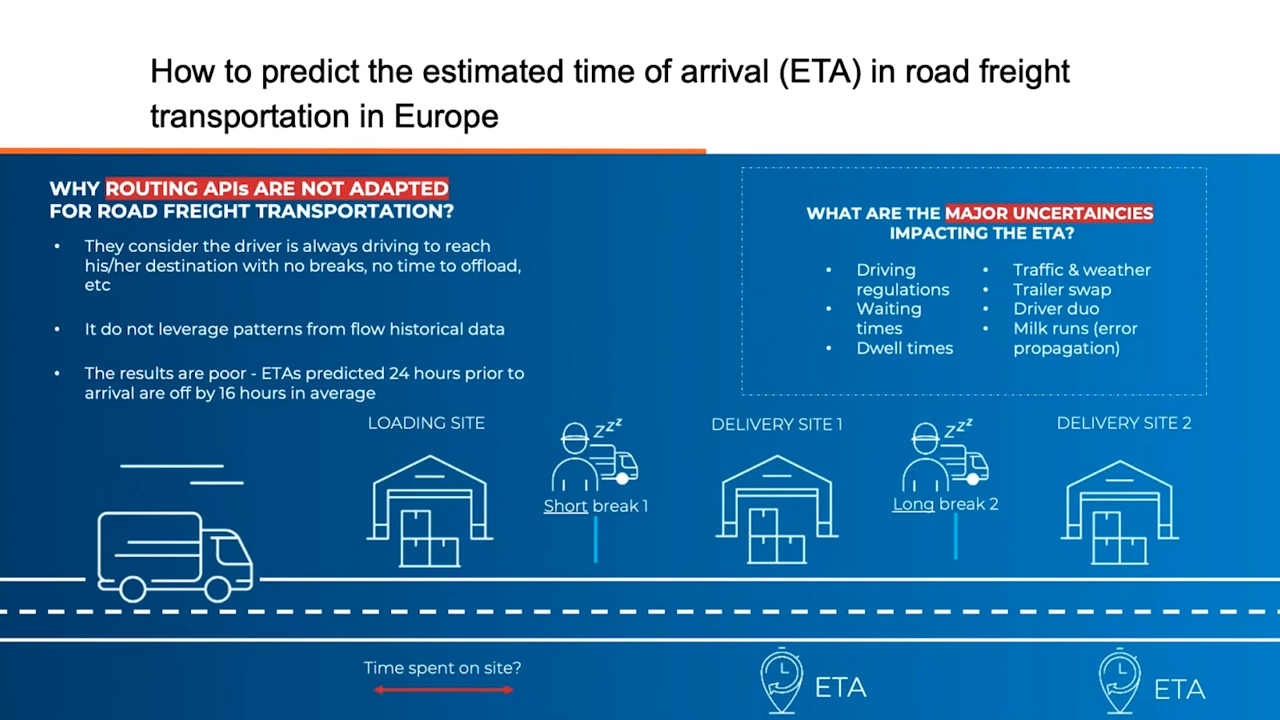 How to predict the estimated time of arrival (ETA) in road freight
transportation in Europe
WHY ROUTING APIs ARE NOT ADAPTED
FOR ROAD FREIGHT TRANSPORTATION?
• They consider the driver is always driving to reach
his/her destination with no breaks, no time to offload,
etc
• It do not leverage patterns from flow historical data
• The results are poor - ETAs predicted 24 hours prior to
arrival are off by 16 hours in average
WHAT ARE THE MAJOR UNCERTAINCIES
IMPACTING THE ETA?
• Driving
regulations
• Waiting
times
• Dwell times
• Traffic & weather
• Trailer swap
• Driver duo
• Milk runs (error
propagation)
LOADING SITE
zzz
Short break 1
DELIVERY SITE 1
zzz
Long break 2
DELIVERY SITE 2
Time spent on site?
ETA
ETA